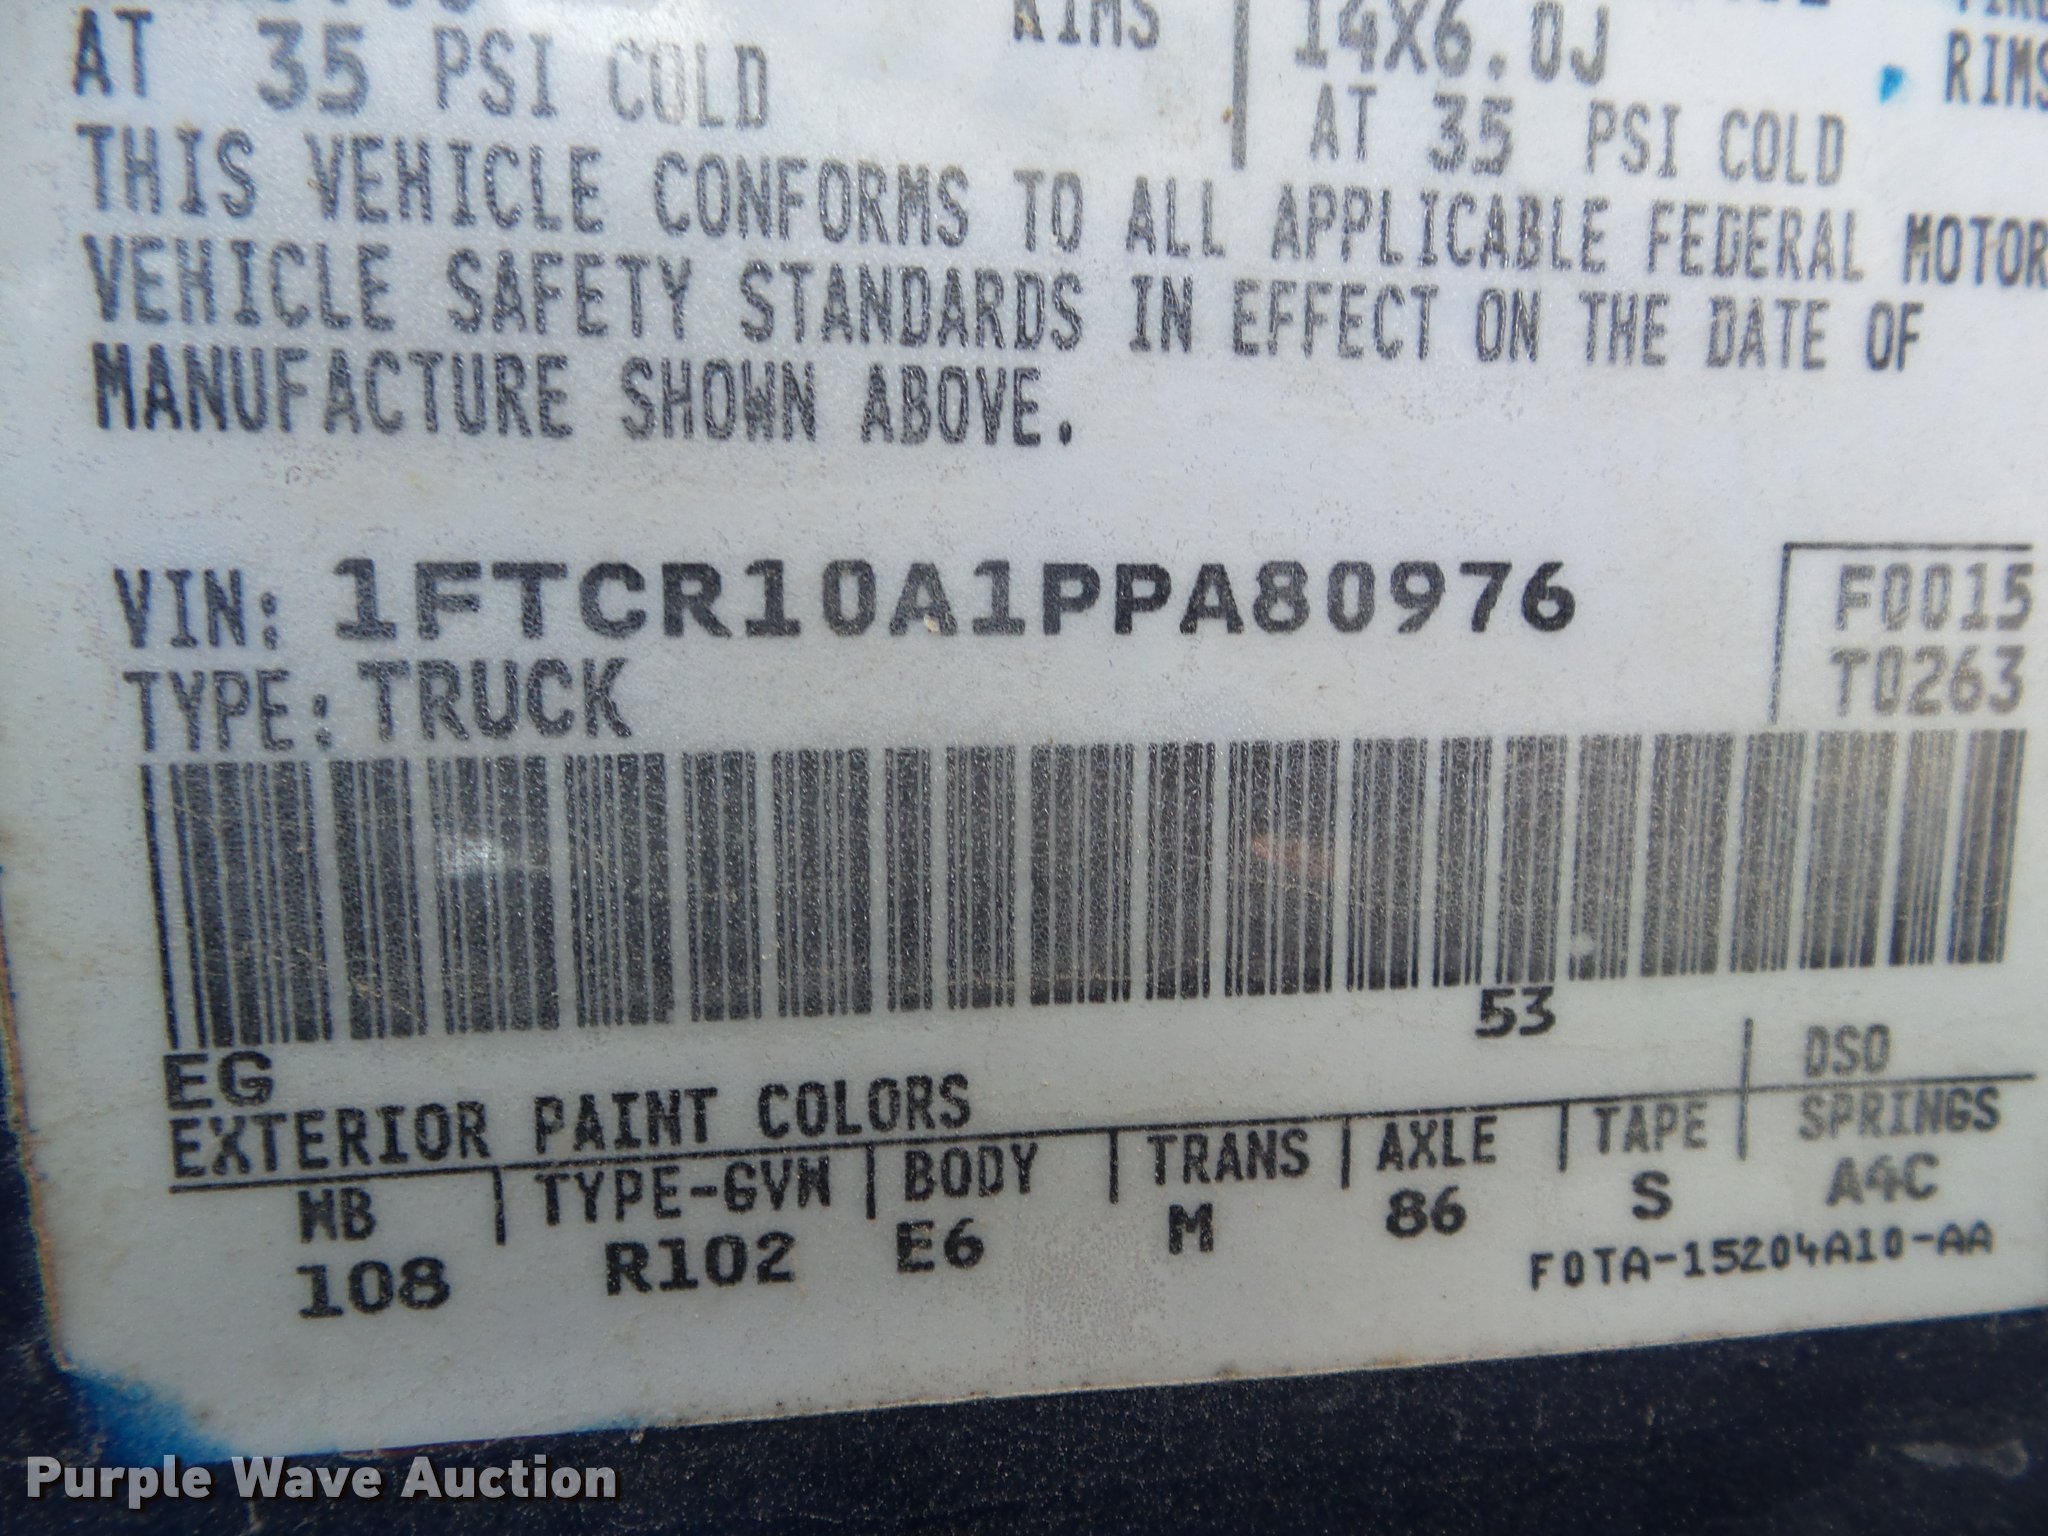 RIMS
14X6.0J
RIMS
AT 35 PSI COLD
AT 35 PSI COLD
THIS VEHICLE CONFORMS TO ALL APPLICABLE FEDERAL MOTOR
VEHICLE SAFETY STANDARDS IN EFFECT ON THE DATE OF
MANUFACTURE SHOWN ABOVE.
VIN: 1FTCR10A1PPA80976
F0015
TYPE: TRUCK
T0263
53
EG
DSO
EXTERIOR PAINT COLORS
WB TYPE-GVW BODY TRANS AXLE TAPE SPRINGS
108 R102 E6 M 86 S A4C
F0TA-15204A10-AA
Purple Wave Auction